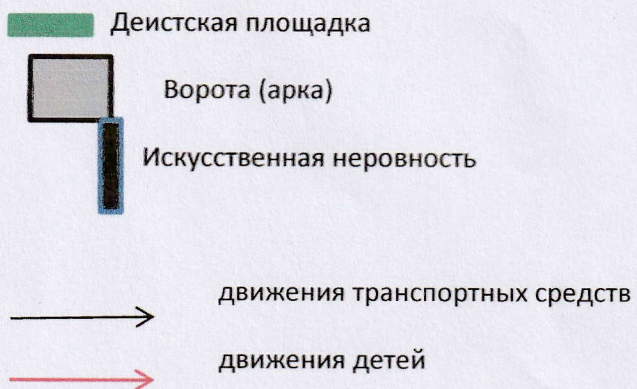 Деистская площадка
Ворота (арка)
Искусственная неровность
движения транспортных средств
движения детей